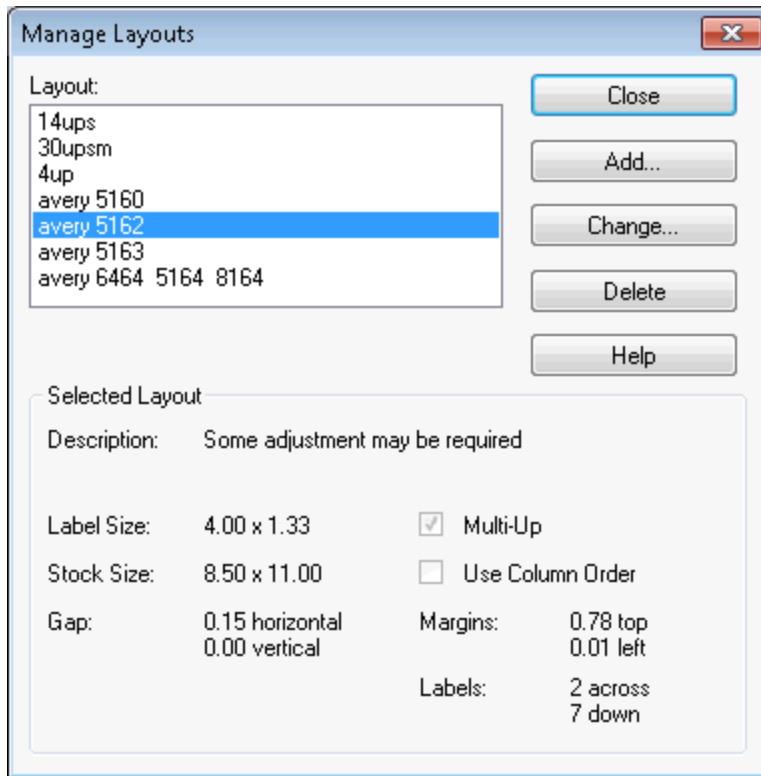 Manage Layouts
Layout:
14ups
30upsm
4up
avery 5160
avery 5162
avery 5163
avery 6464  5164  8164
Close
Add...
Change...
Delete
Help
Selected Layout
Description: Some adjustment may be required
Label Size: 4.00 x 1.33 Multi-Up
Stock Size: 8.50 x 11.00 Use Column Order
Gap: 0.15 horizontal Margins: 0.78 top
0.00 vertical 0.01 left
Labels: 2 across
7 down